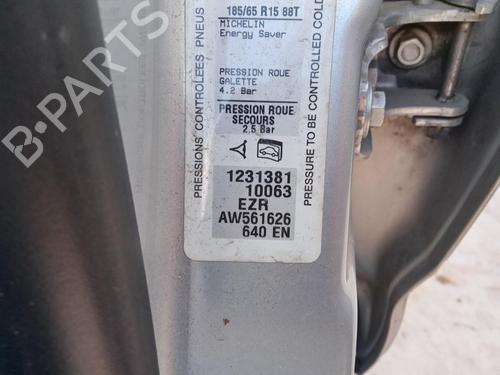 185/65 R15 88T
MICHELIN
Energy Saver
PRESSION ROUE
GALETTE
4.2 Bar
PRESSION ROUE
SECOURS
2.5 Bar
1231381
10063
EZR
AW561626
640 EN
PRESSIONS CONTROLEES PNEUS
PRESSURE TO BE CONTROLLED COLD
B-PARTS